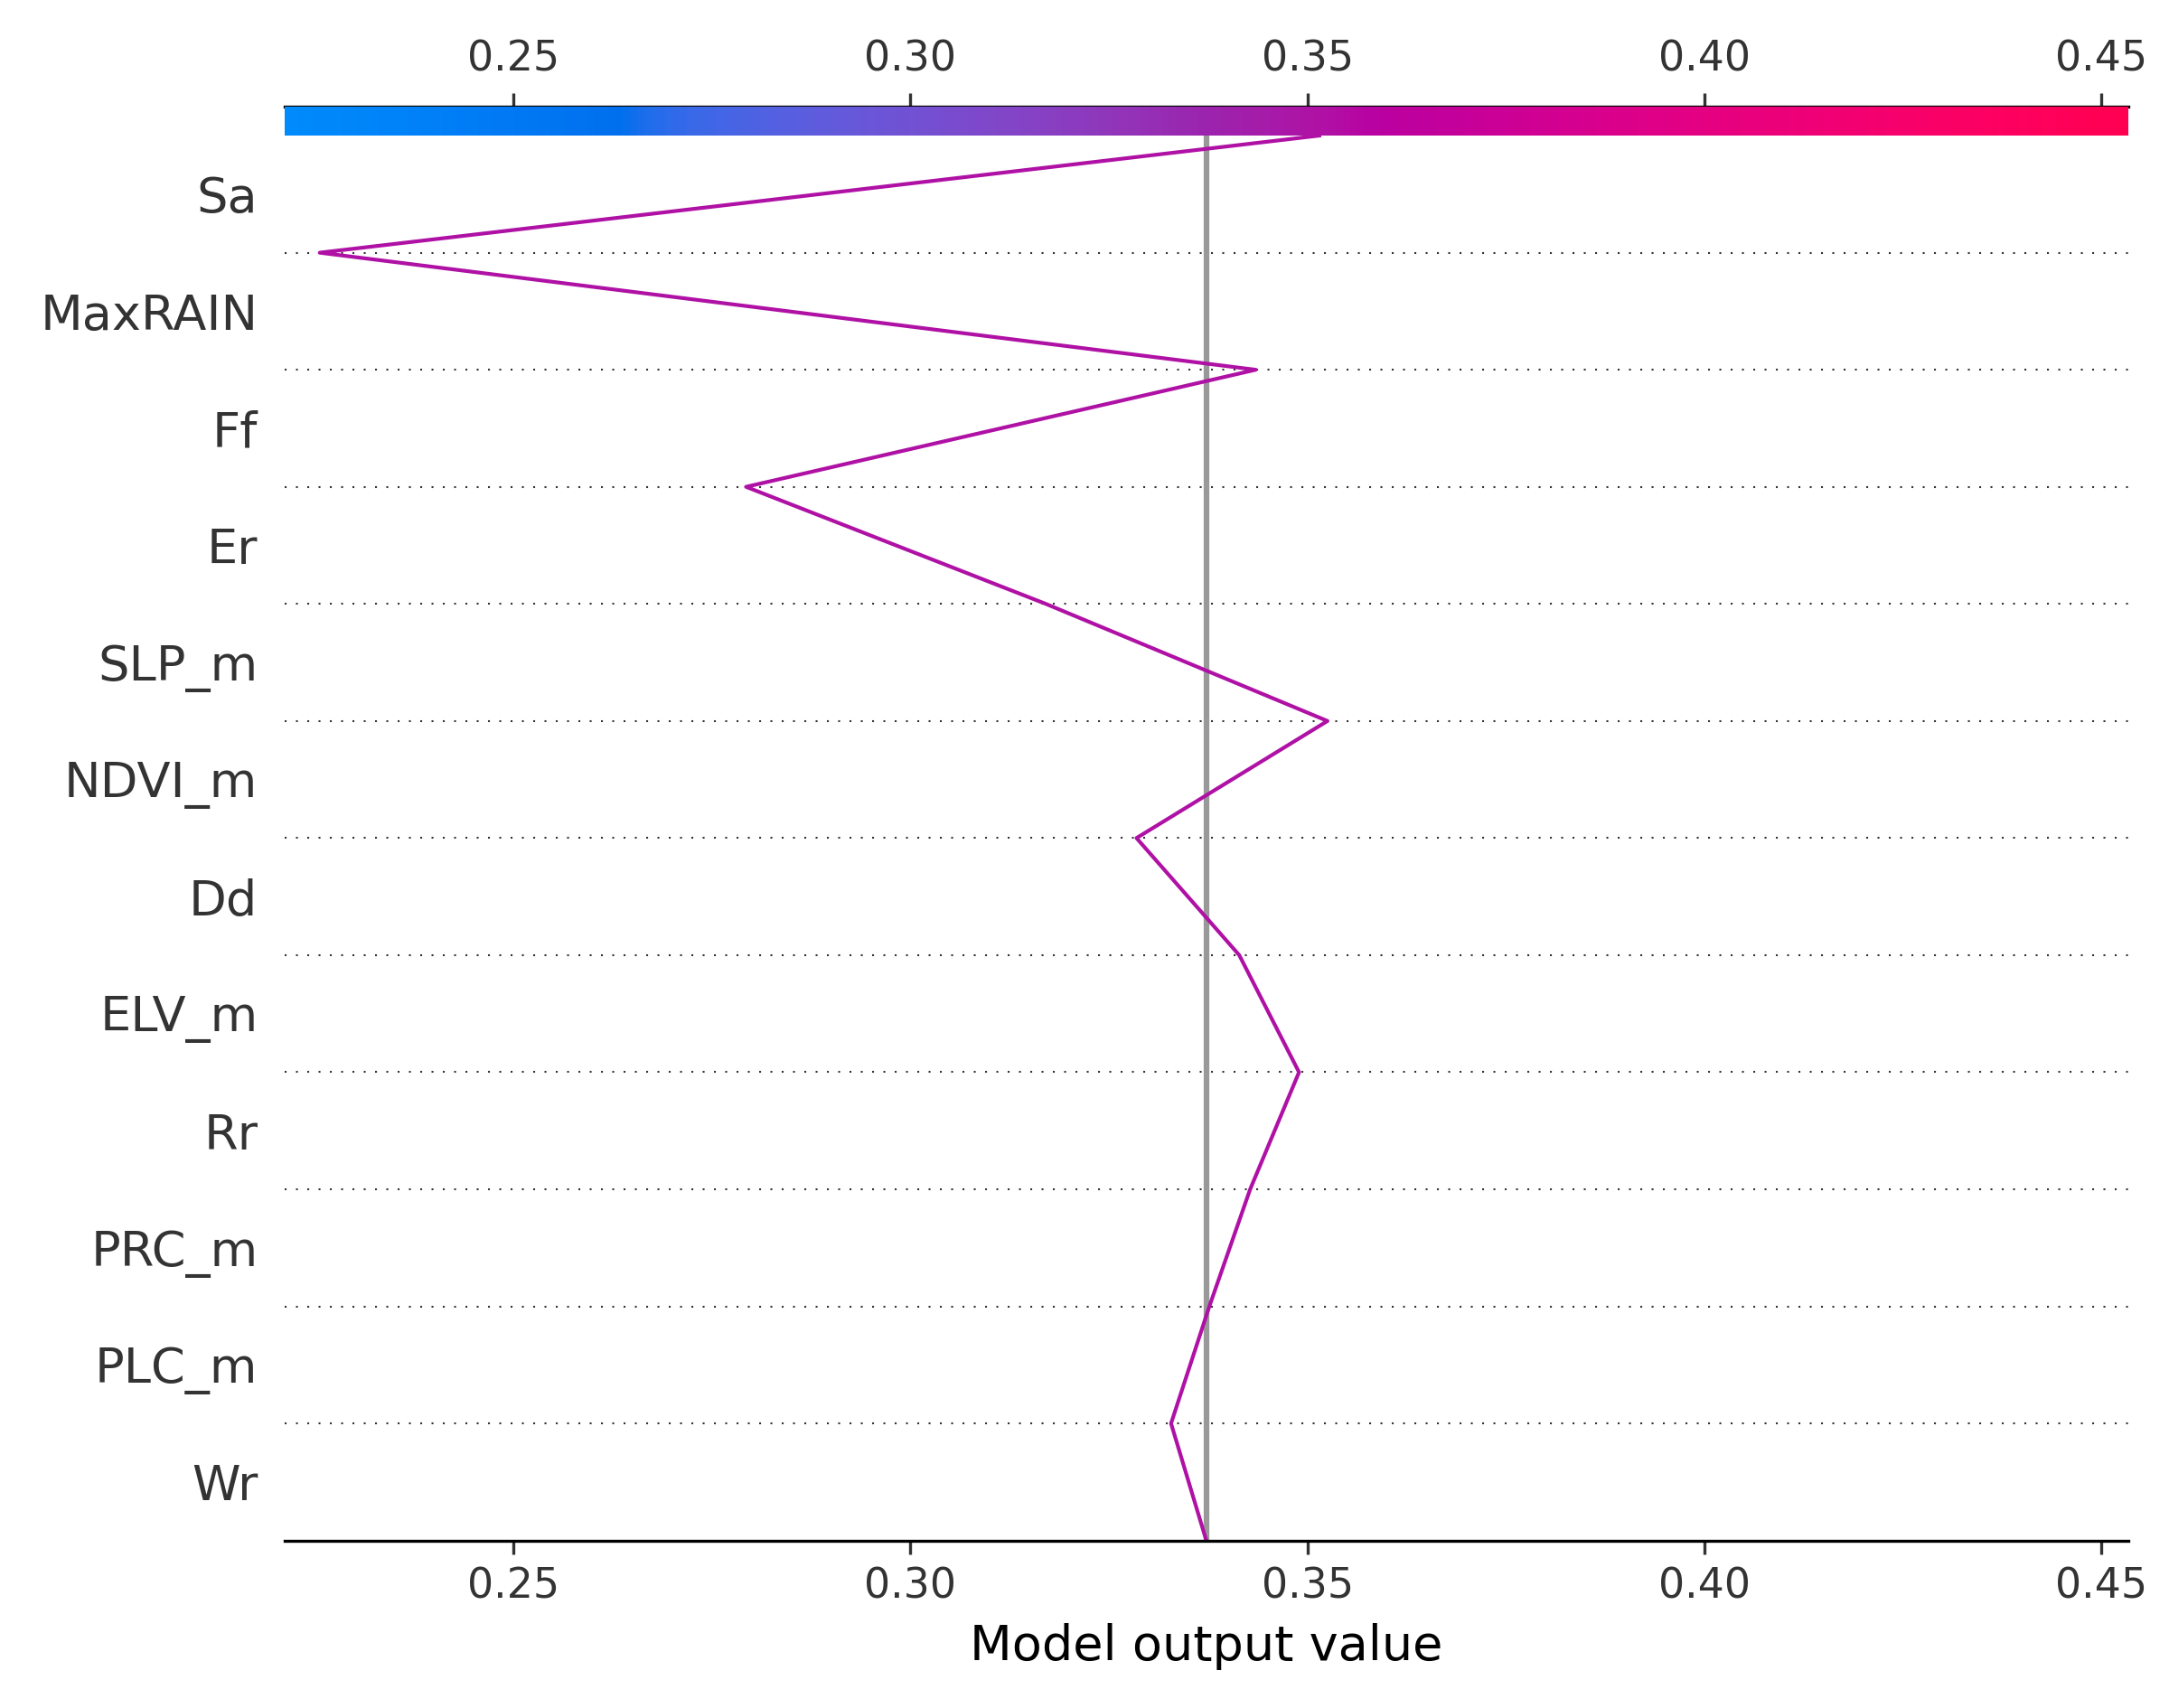 0.25 0.30 0.35 0.40 0.45
Sa
MaxRAIN
Ff
Er
SLP_m
NDVI_m
Dd
ELV_m
Rr
PRC_m
PLC_m
Wr
0.25 0.30 0.35 0.40 0.45
Model output value